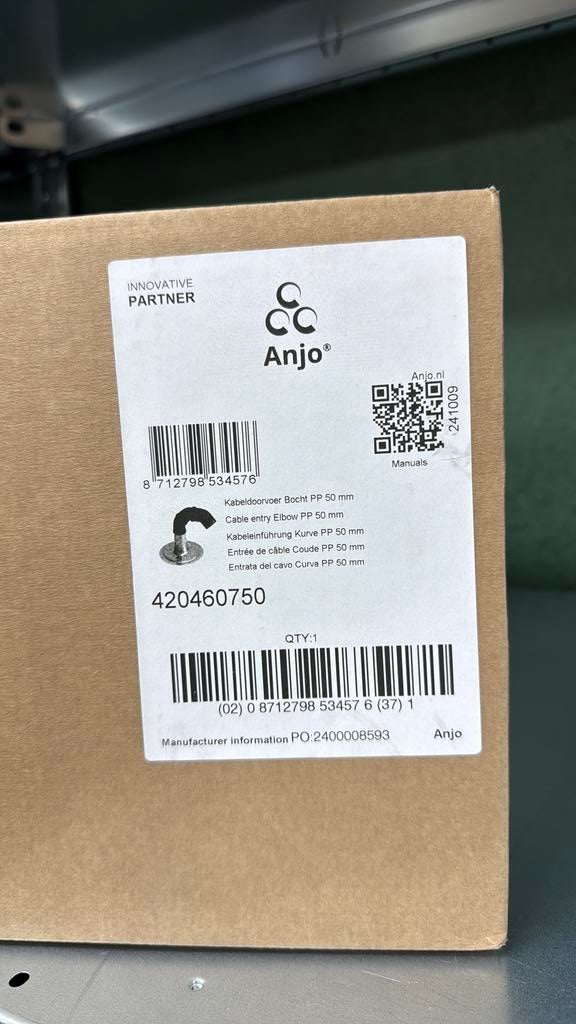 INNOVATIVE
PARTNER
Anjo®
Anjo.nl
241009
Manuals
8 712798 534576
Kabeldoorvoer Bocht PP 50 mm
Cable entry Elbow PP 50 mm
Kabeleinführung Kurve PP 50 mm
Entrée de câble Coude PP 50 mm
Entrata del cavo Curva PP 50 mm
420460750
QTY:1
(02) 0 8712798 53457 6 (37) 1
Manufacturer information PO:2400008593 Anjo